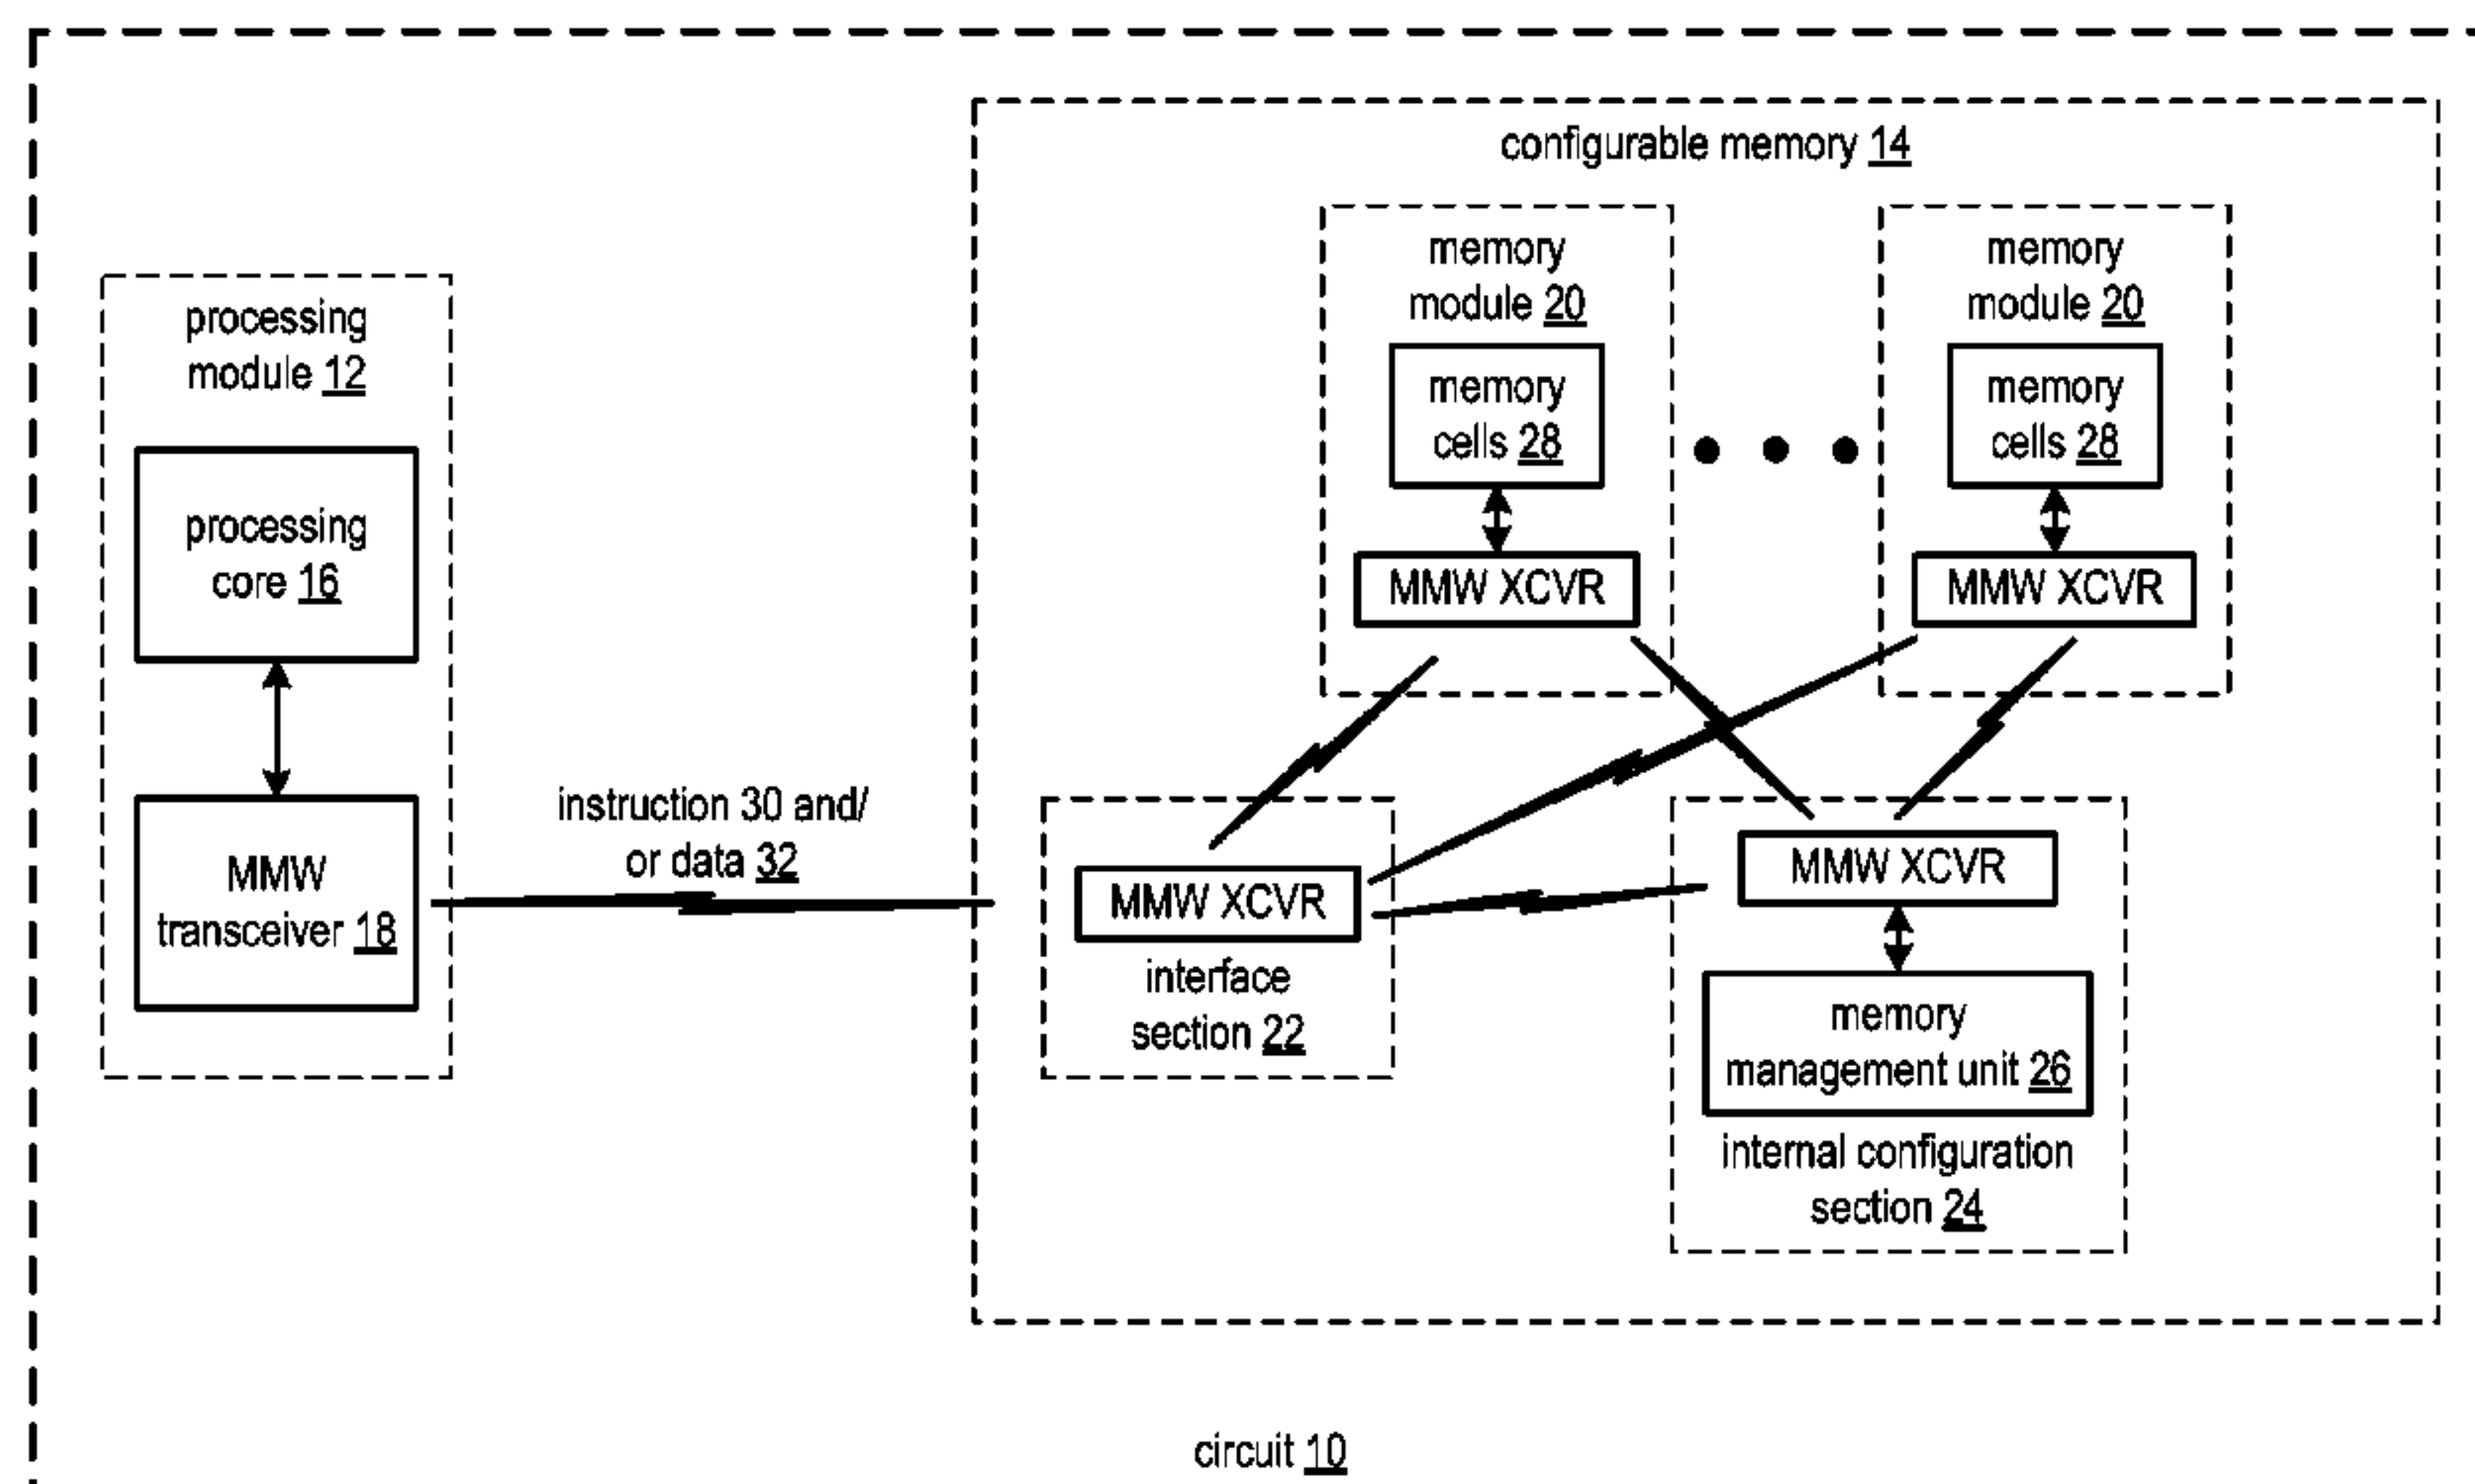 configurable memory 14
processing
module 12
processing
core 16
MMW
transceiver 18
instruction 30 and/
or data 32
memory
module 20
memory
cells 28
MMW XCVR
memory
module 20
memory
cells 28
MMW XCVR
MMW XCVR
interface
section 22
MMW XCVR
memory
management unit 26
internal configuration
section 24
circuit 10